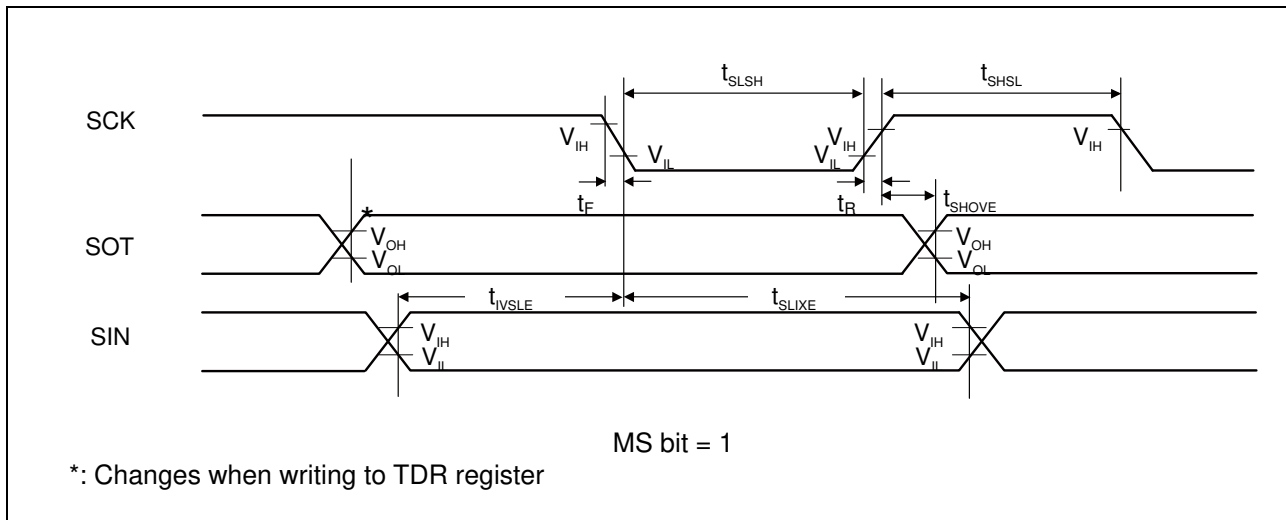 tSLSH tSHSL
SCK
VIH VIL VIL VIH VIH
tF tR tSHOVE
*
SOT
VOH VOH
VOL VOL
tIVSLE tSLIXE
SIN
VIH VIH
VIL VIL
MS bit = 1
*: Changes when writing to TDR register